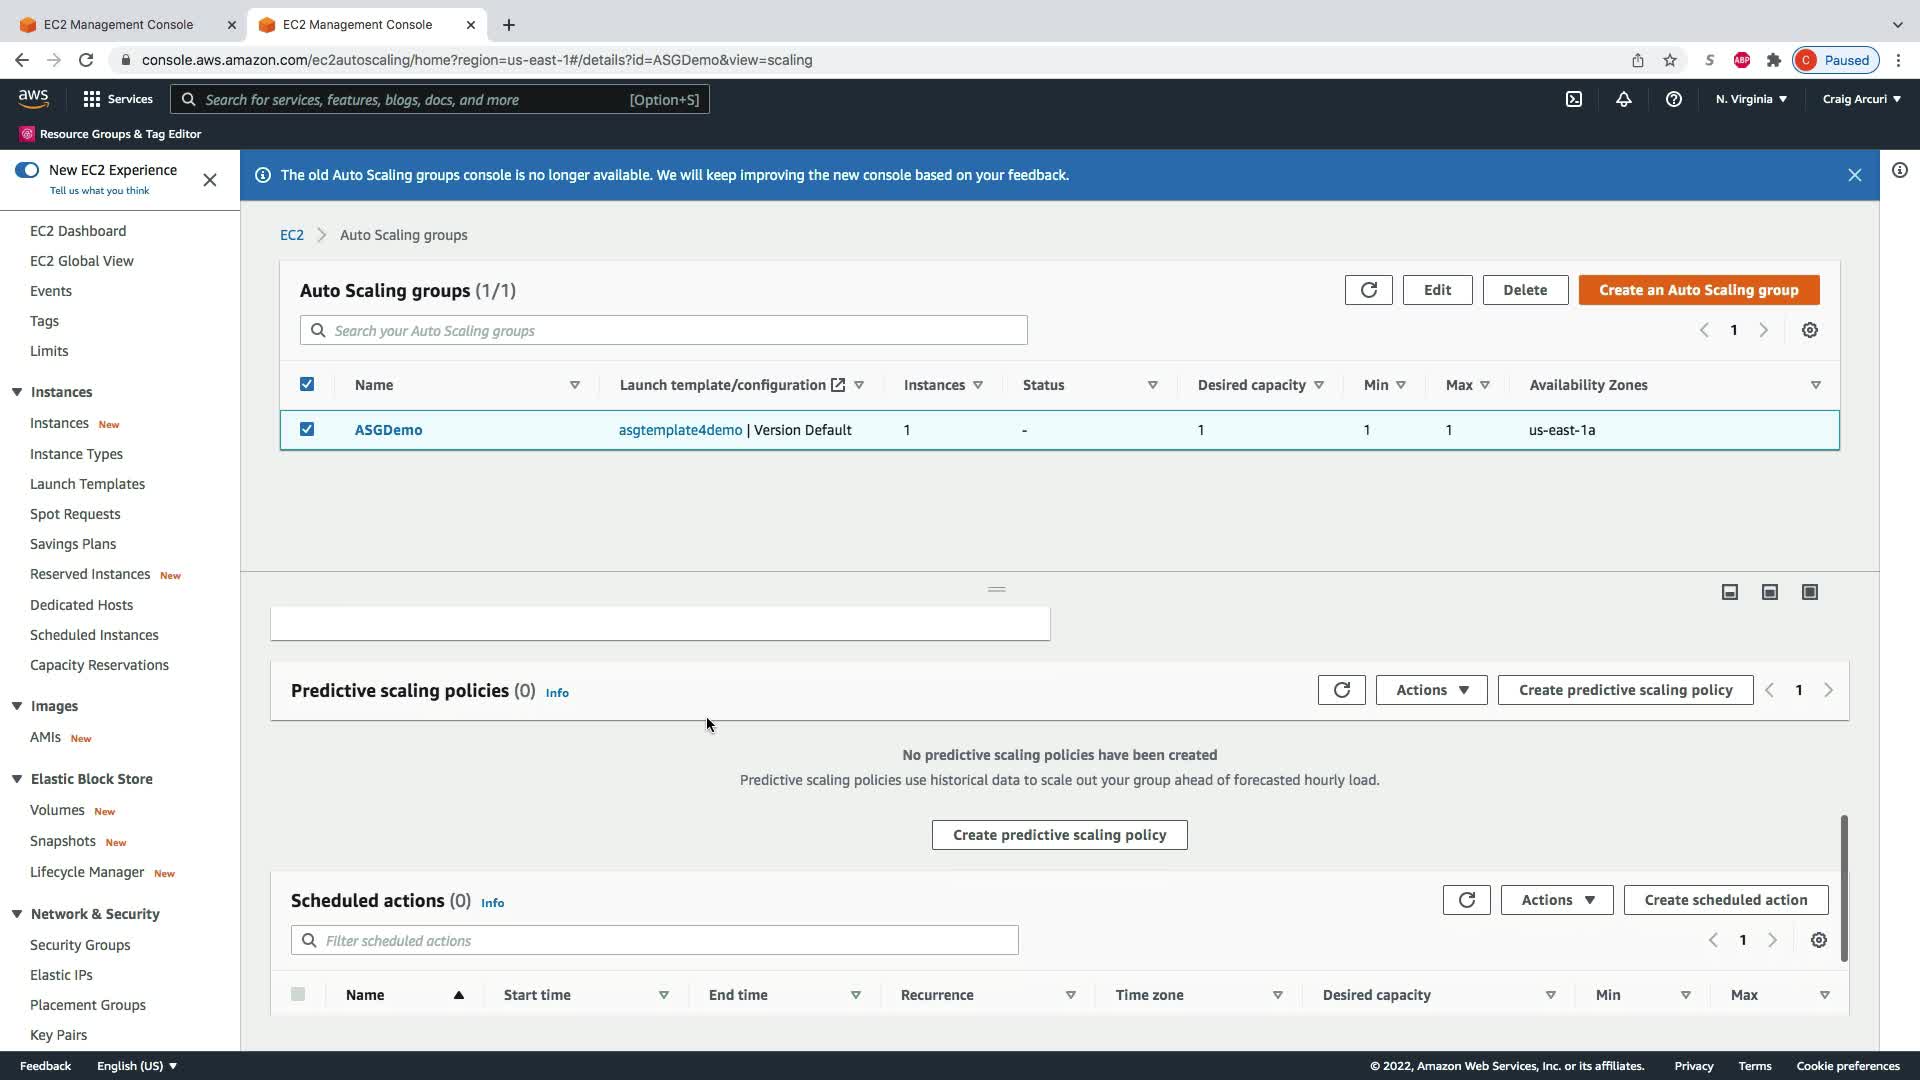 EC2 Management Console
EC2 Management Console
console.aws.amazon.com/ec2autoscaling/home?region=us-east-1#/details?id=ASGDemo&view=scaling
S
ABP
C Paused
aws
Services
Search for services, features, blogs, docs, and more [Option+S]
N. Virginia
Craig Arcuri
Resource Groups & Tag Editor
New EC2 Experience
Tell us what you think
The old Auto Scaling groups console is no longer available. We will keep improving the new console based on your feedback.
EC2 Dashboard
EC2 Global View
Events
Tags
Limits
Instances
Instances New
Instance Types
Launch Templates
Spot Requests
Savings Plans
Reserved Instances New
Dedicated Hosts
Scheduled Instances
Capacity Reservations
Images
AMIs New
Elastic Block Store
Volumes New
Snapshots New
Lifecycle Manager New
Network & Security
Security Groups
Elastic IPs
Placement Groups
Key Pairs
EC2 Auto Scaling groups
Auto Scaling groups (1/1)
Edit
Delete
Create an Auto Scaling group
Search your Auto Scaling groups
1
Name Launch template/configuration Instances Status Desired capacity Min Max Availability Zones
ASGDemo asgtemplate4demo | Version Default 1 - 1 1 1 us-east-1a
Predictive scaling policies (0) Info
Actions
Create predictive scaling policy
1
No predictive scaling policies have been created
Predictive scaling policies use historical data to scale out your group ahead of forecasted hourly load.
Create predictive scaling policy
Scheduled actions (0) Info
Actions
Create scheduled action
Filter scheduled actions
1
Name Start time End time Recurrence Time zone Desired capacity Min Max
Feedback
English (US)
© 2022, Amazon Web Services, Inc. or its affiliates.
Privacy
Terms
Cookie preferences